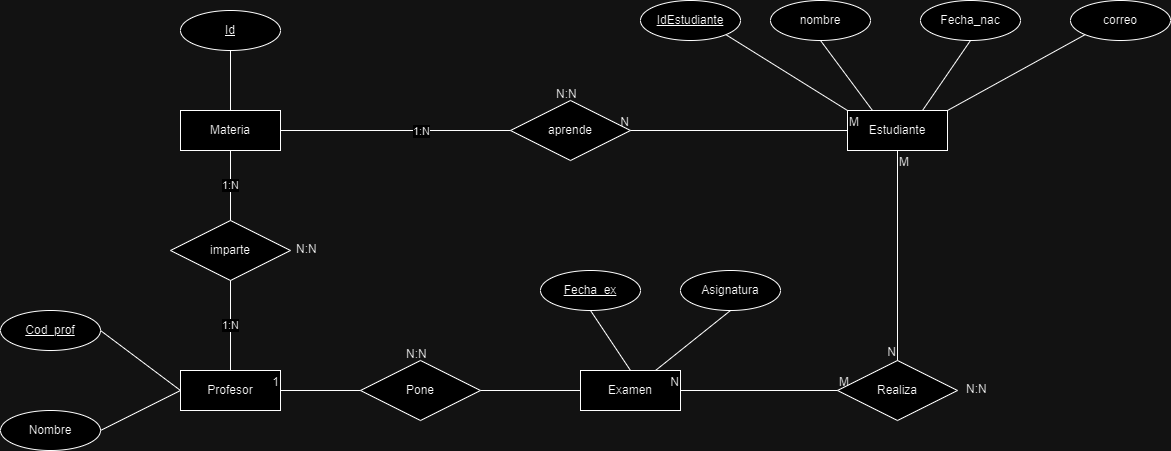 Id
IdEstudiante
nombre
Fecha_nac
correo
N:N
Materia
1:N
aprende
N
M
Estudiante
M
1:N
imparte
N:N
1:N
Fecha_ex
Asignatura
Cod_prof
N:N
N
Profesor
1
Pone
Examen
N
M
Realiza
N:N
Nombre